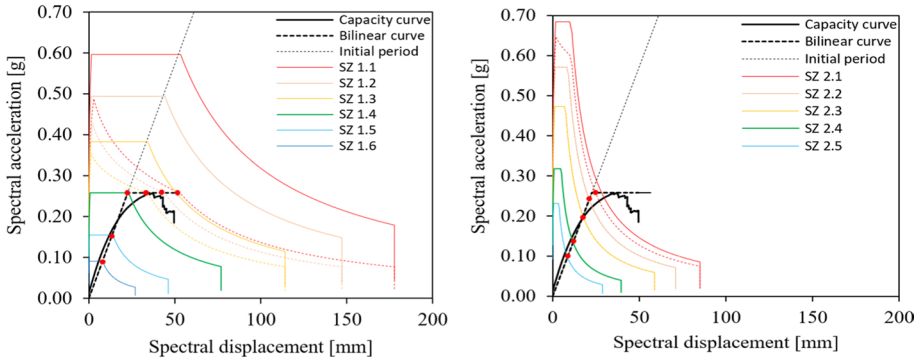 0.70
0.60
0.50
0.40
0.30
0.20
0.10
0.00
0
50
100
150
200
Spectral acceleration [g]
Spectral displacement [mm]
Capacity curve
Bilinear curve
Initial period
SZ 1.1
SZ 1.2
SZ 1.3
SZ 1.4
SZ 1.5
SZ 1.6
0.70
0.60
0.50
0.40
0.30
0.20
0.10
0.00
0
50
100
150
200
Spectral acceleration [g]
Spectral displacement [mm]
Capacity curve
Bilinear curve
Initial period
SZ 2.1
SZ 2.2
SZ 2.3
SZ 2.4
SZ 2.5